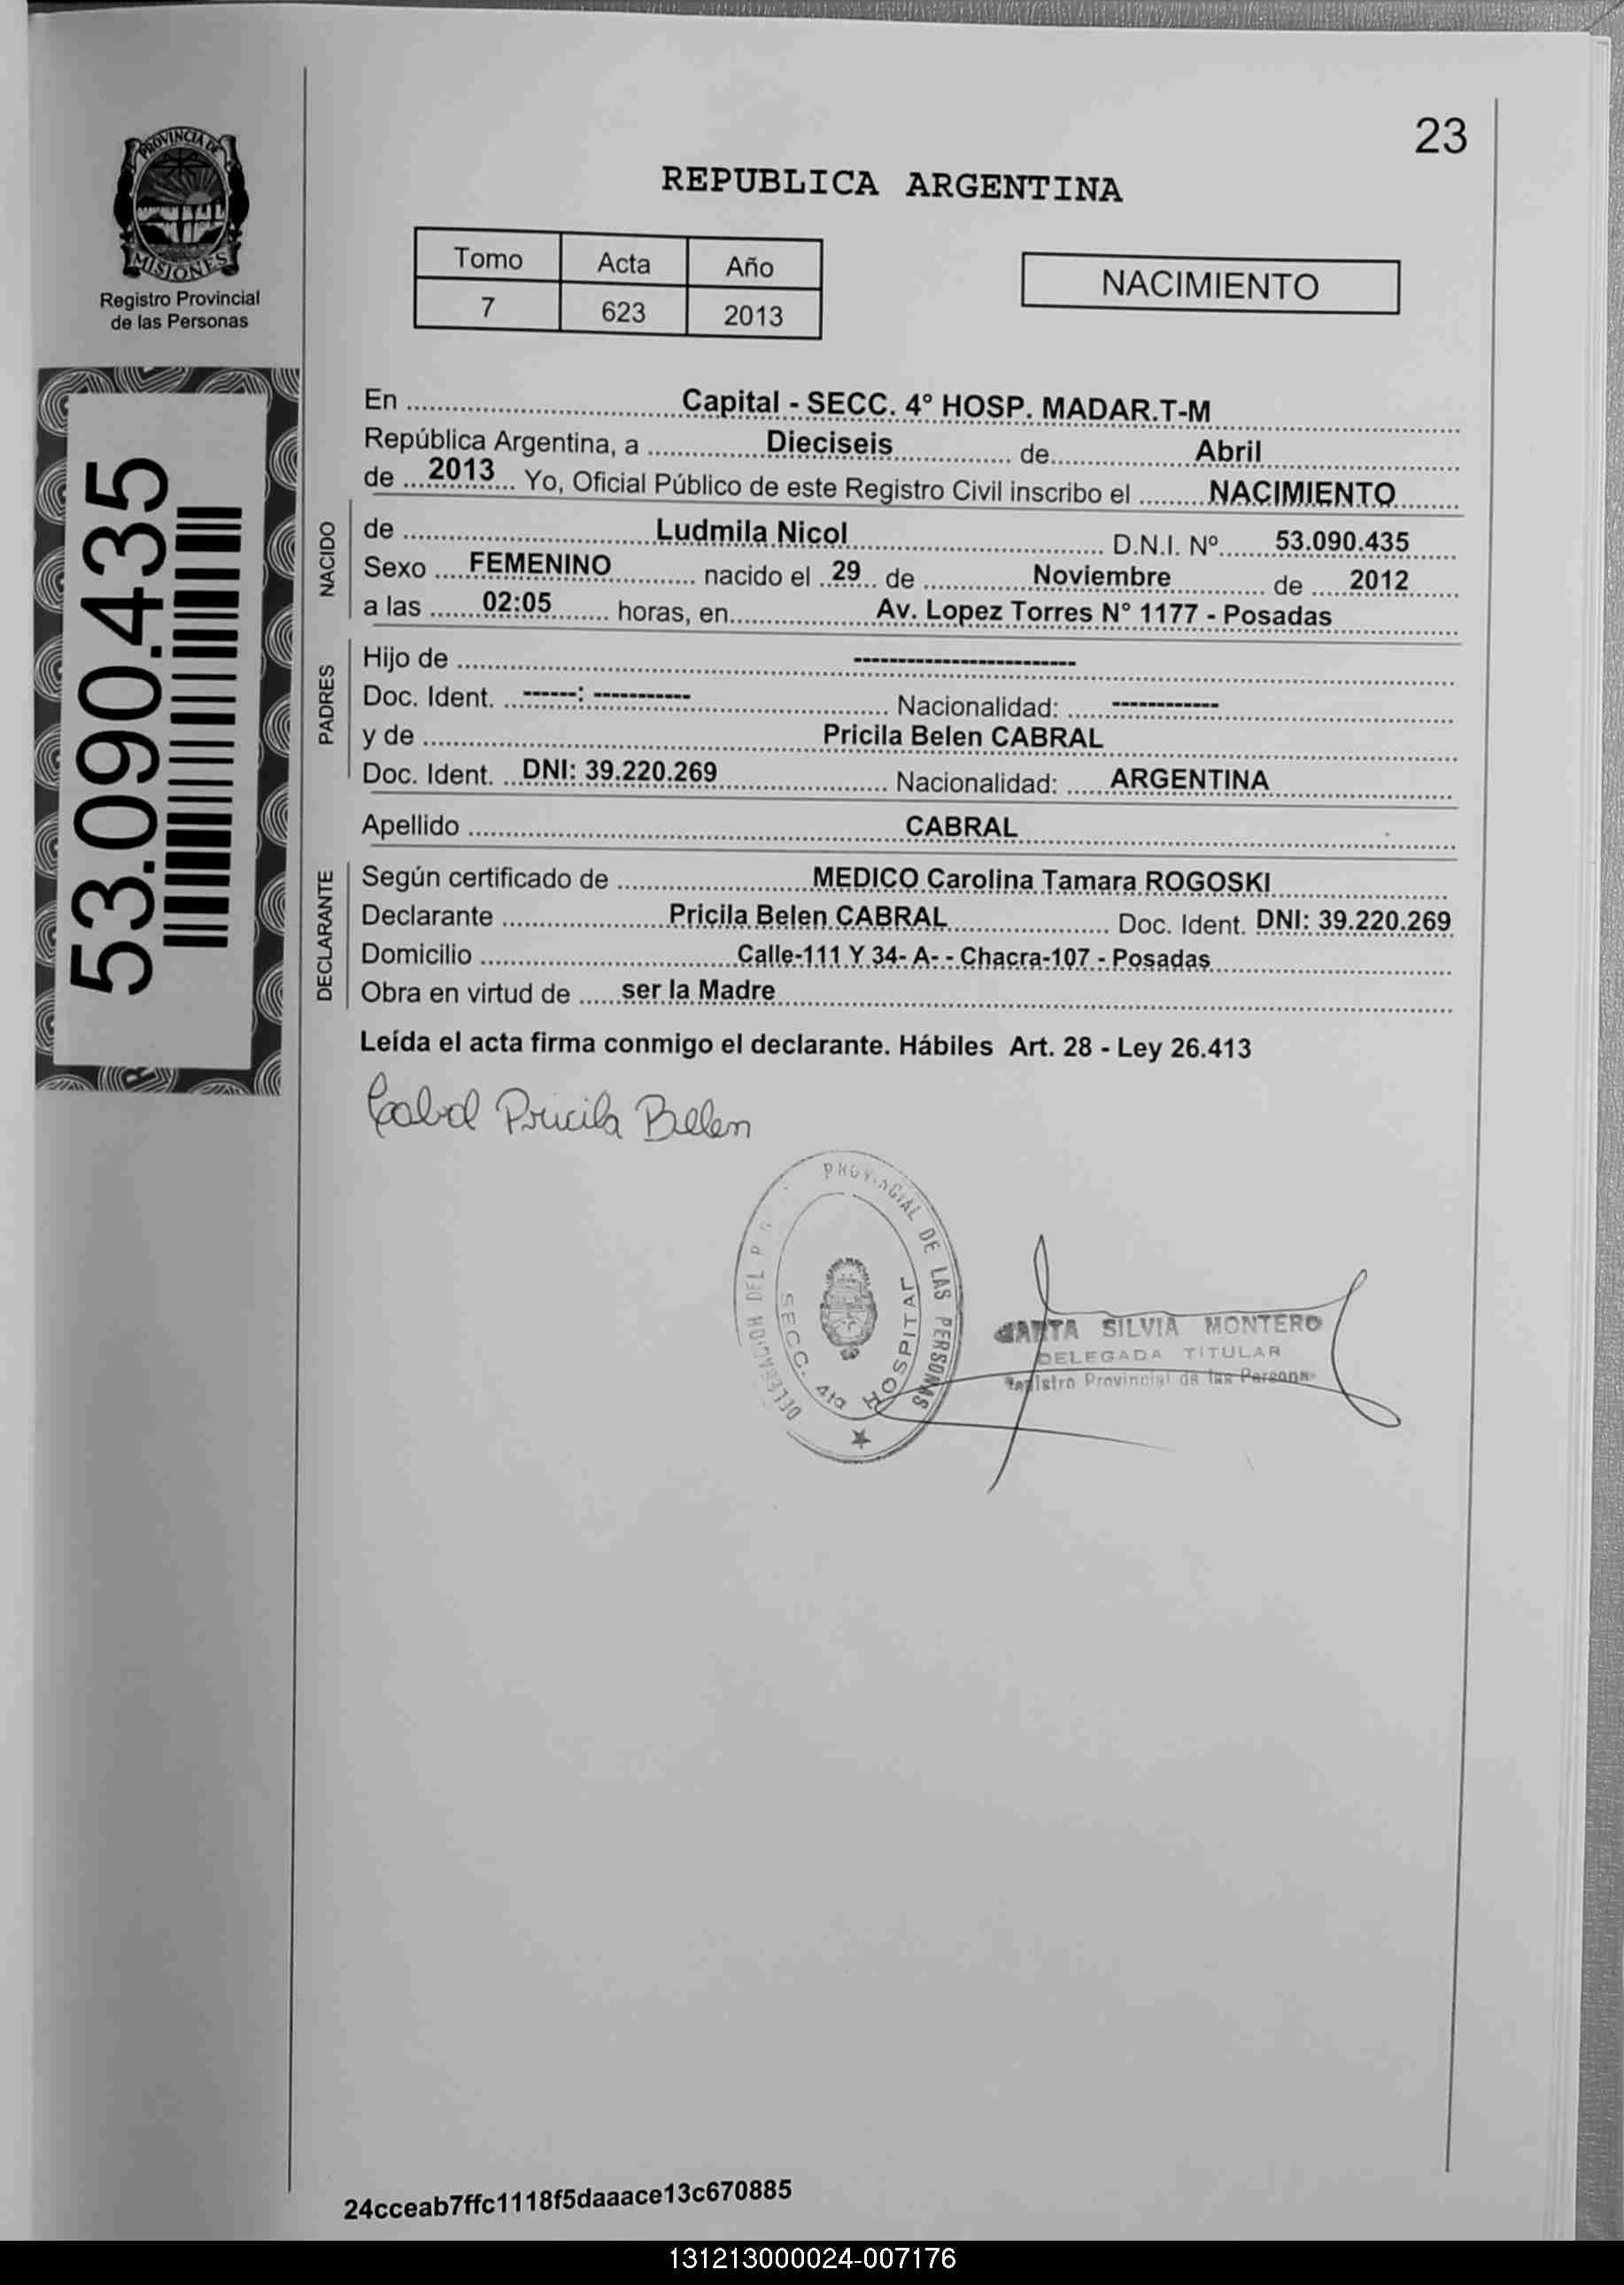 23
PROVINCIA DE
MISIONES
Registro Provincial
de las Personas
53.090.435
REPUBLICA ARGENTINA
Tomo Acta Año
7 623 2013
NACIMIENTO
En Capital - SECC. 4° HOSP. MADAR.T-M
República Argentina, a Dieciseis de Abril
de 2013 Yo, Oficial Público de este Registro Civil inscribo el NACIMIENTO
NACIDO
de Ludmila Nicol D.N.I. Nº 53.090.435
Sexo FEMENINO nacido el 29 de Noviembre de 2012
a las 02:05 horas, en Av. Lopez Torres N° 1177 - Posadas
PADRES
Hijo de -------------------------
Doc. Ident. ------: ----------- Nacionalidad: ------------
y de Pricila Belen CABRAL
Doc. Ident. DNI: 39.220.269 Nacionalidad: ARGENTINA
Apellido CABRAL
DECLARANTE
Según certificado de MEDICO Carolina Tamara ROGOSKI
Declarante Pricila Belen CABRAL Doc. Ident. DNI: 39.220.269
Domicilio Calle-111 Y 34- A- - Chacra-107 - Posadas
Obra en virtud de ser la Madre
Leída el acta firma conmigo el declarante. Hábiles Art. 28 - Ley 26.413
Cabral Pricila Belen
PROVINCIAL DE LAS PERSONAS
SECC. 4ta HOSPITAL
SILVIA MONTERO
DELEGADA TITULAR
Registro Provincial de las Personas
24cceab7ffc1118f5daaace13c670885
131213000024-007176